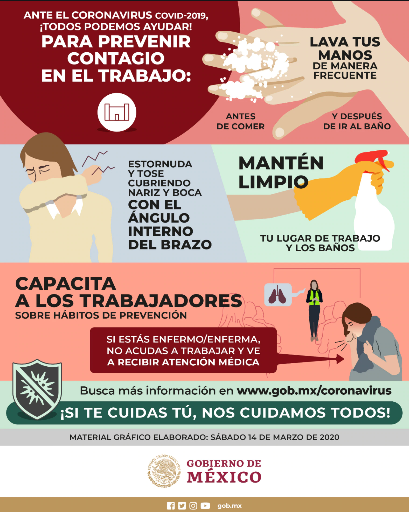 ANTE EL CORONAVIRUS COVID-2019,
¡TODOS PODEMOS AYUDAR!
PARA PREVENIR
CONTAGIO
EN EL TRABAJO:
LAVA TUS
MANOS
DE MANERA
FRECUENTE
ANTES
DE COMER
Y DESPUÉS
DE IR AL BAÑO
ESTORNUDA
Y TOSE
CUBRIENDO
NARIZ Y BOCA
CON EL
ÁNGULO
INTERNO
DEL BRAZO
MANTÉN
LIMPIO
TU LUGAR DE TRABAJO
Y LOS BAÑOS
CAPACITA
A LOS TRABAJADORES
SOBRE HÁBITOS DE PREVENCIÓN
SI ESTÁS ENFERMO/ENFERMA,
NO ACUDAS A TRABAJAR Y VE
A RECIBIR ATENCIÓN MÉDICA
Busca más información en www.gob.mx/coronavirus
¡SI TE CUIDAS TÚ, NOS CUIDAMOS TODOS!
MATERIAL GRÁFICO ELABORADO: SÁBADO 14 DE MARZO DE 2020
GOBIERNO DE
MÉXICO
gob.mx